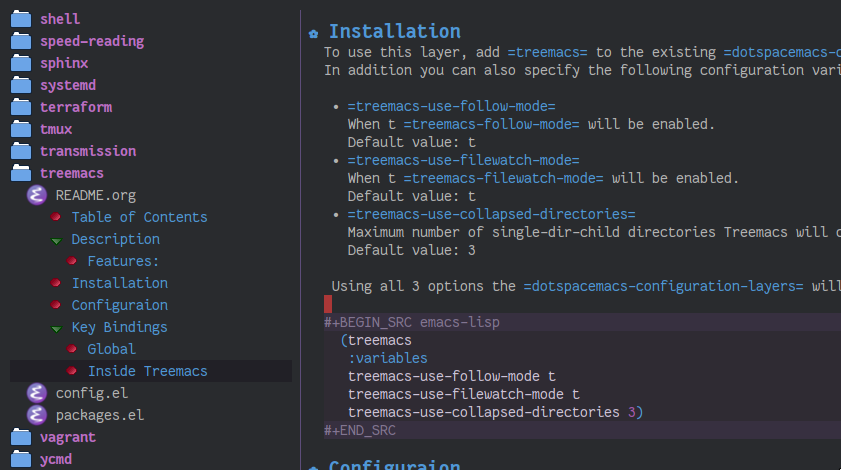 shell
speed-reading
sphinx
systemd
terraform
tmux
transmission
treemacs
README.org
Table of Contents
Description
Features:
Installation
Configuraion
Key Bindings
Global
Inside Treemacs
config.el
packages.el
vagrant
ycmd
Installation
To use this layer, add =treemacs= to the existing
In addition you can also specify the following configuration
=treemacs-use-follow-mode=
When t =treemacs-follow-mode= will be enabled.
Default value: t
=treemacs-use-filewatch-mode=
When t =treemacs-filewatch-mode= will be enabled.
Default value: t
=treemacs-use-collapsed-directories=
Maximum number of single-dir-child directories Treemacs will
Default value: 3
Using all 3 options the =dotspacemacs-configuration-layers= will
#+BEGIN_SRC emacs-lisp
(treemacs
:variables
treemacs-use-follow-mode t
treemacs-use-filewatch-mode t
treemacs-use-collapsed-directories 3)
#+END_SRC
Configuraion